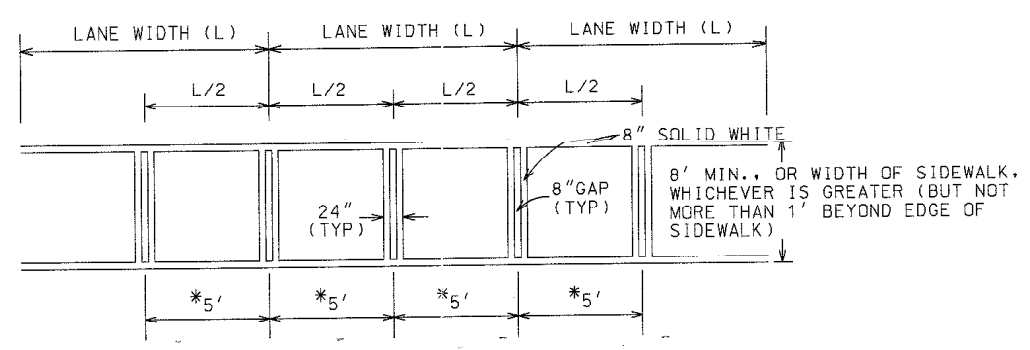 LANE WIDTH (L) LANE WIDTH (L) LANE WIDTH (L)
L/2 L/2 L/2 L/2
8" SOLID WHITE
8' MIN., OR WIDTH OF SIDEWALK,
WHICHEVER IS GREATER (BUT NOT
MORE THAN 1' BEYOND EDGE OF
SIDEWALK)
24"
(TYP)
8"GAP
(TYP)
*5' *5' *5' *5'